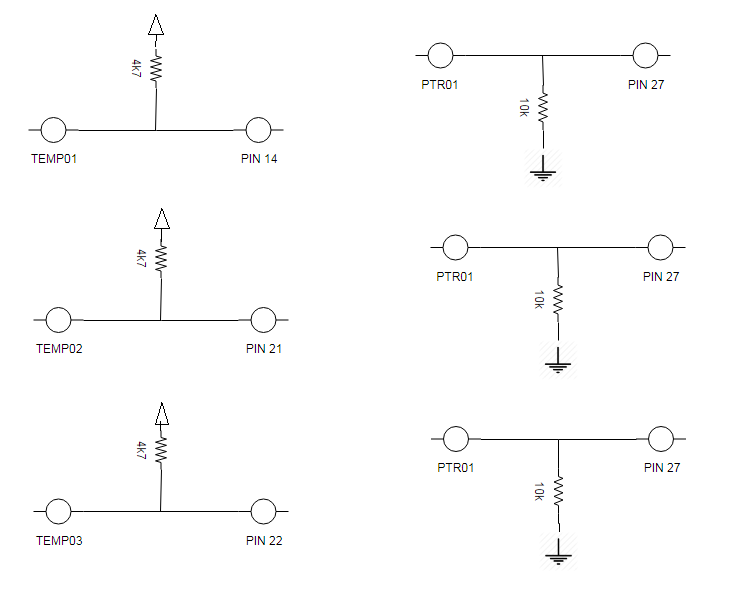 4k7
TEMP01
PIN 14
10k
PTR01
PIN 27
4k7
TEMP02
PIN 21
10k
PTR01
PIN 27
4k7
TEMP03
PIN 22
10k
PTR01
PIN 27